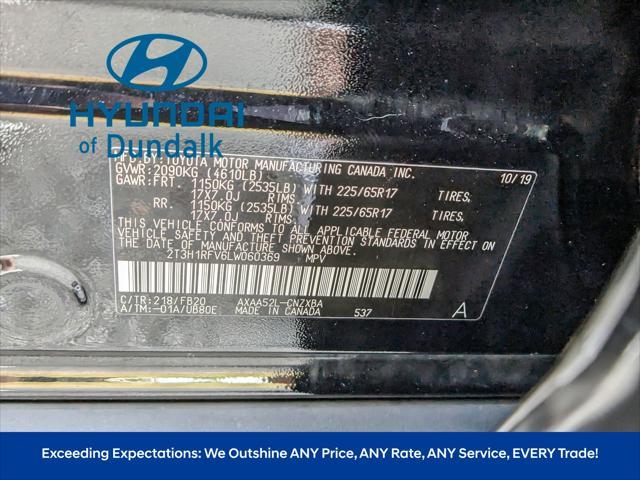 HYUNDAI
of Dundalk
MFD BY: TOYOTA MOTOR MANUFACTURING CANADA INC.
GVWR: 2090KG (4610LB) 10/19
GAWR: FRT. 1150KG (2535LB) WITH 225/65R17 TIRES,
17X7.0J RIMS,
RR. 1150KG (2535LB) WITH 225/65R17 TIRES,
17X7.0J RIMS,
THIS VEHICLE CONFORMS TO ALL APPLICABLE FEDERAL MOTOR
VEHICLE SAFETY AND THEFT PREVENTION STANDARDS IN EFFECT
ON THE DATE OF MANUFACTURE SHOWN ABOVE.
2T3H1RFV6LW060369 MPV
C/TR: 218/FB20 AXAA52L-CNZXBA A
A/TM: -01A/UB80E MADE IN CANADA 537
Exceeding Expectations: We Outshine ANY Price, ANY Rate, ANY Service, EVERY Trade!